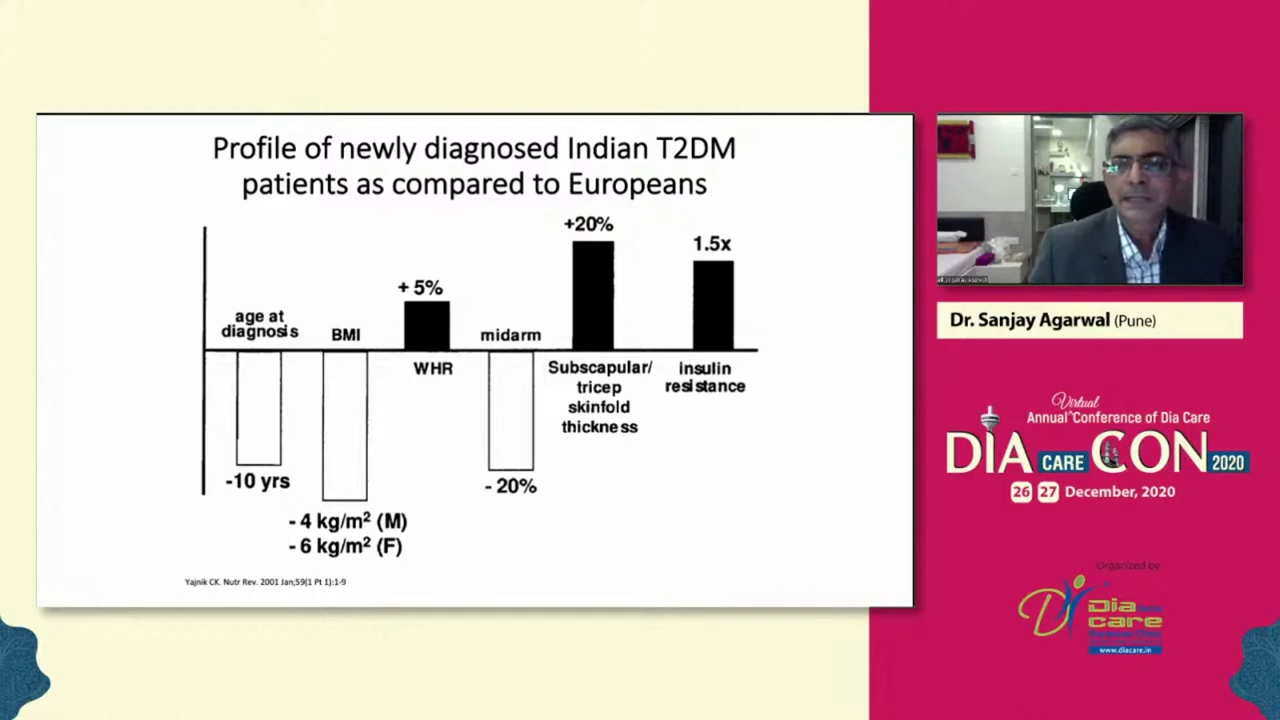 Profile of newly diagnosed Indian T2DM
patients as compared to Europeans
+20%
1.5x
+ 5%
age at
diagnosis
BMI
midarm
WHR
Subscapular/
tricep
skinfold
thickness
insulin
resistance
-10 yrs
- 20%
- 4 kg/m² (M)
- 6 kg/m² (F)
Yajnik CK. Nutr Rev. 2001 Jan;59(1 Pt 1):1-9
Dr. Sanjay Agarwal (Pune)
Virtual
Annual^Conference of Dia Care
DIA CARE CON 2020
26 27 December, 2020
Organized by
Dia
care
www.diacare.in